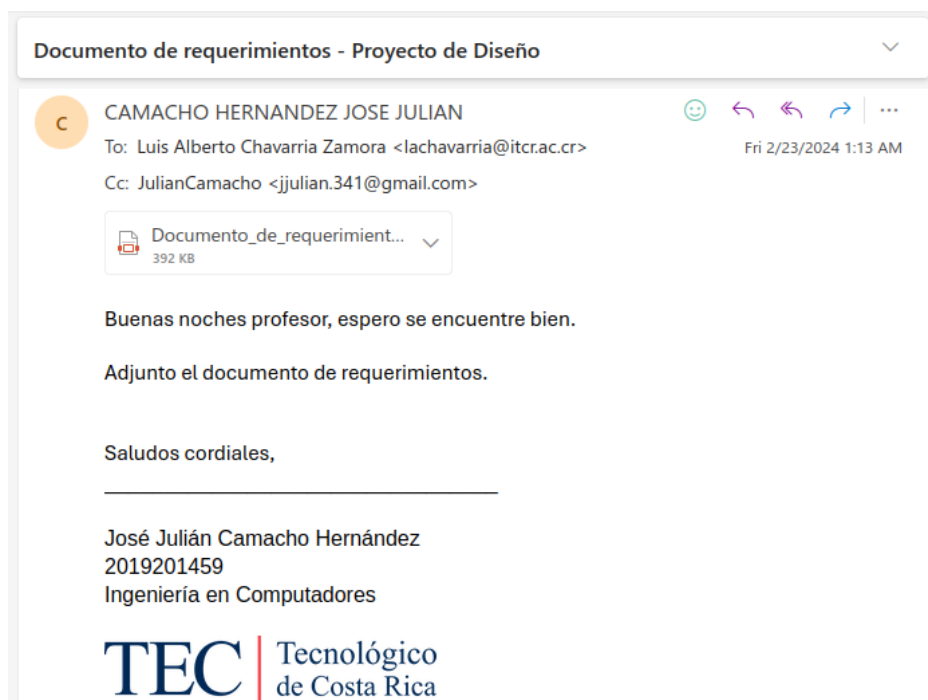 Documento de requerimientos - Proyecto de Diseño
C
CAMACHO HERNANDEZ JOSE JULIAN
To: Luis Alberto Chavarria Zamora <lachavarria@itcr.ac.cr>
Fri 2/23/2024 1:13 AM
Cc: JulianCamacho <jjulian.341@gmail.com>
Documento_de_requerimient...
392 KB
Buenas noches profesor, espero se encuentre bien.
Adjunto el documento de requerimientos.
Saludos cordiales,
José Julián Camacho Hernández
2019201459
Ingeniería en Computadores
TEC | Tecnológico
de Costa Rica